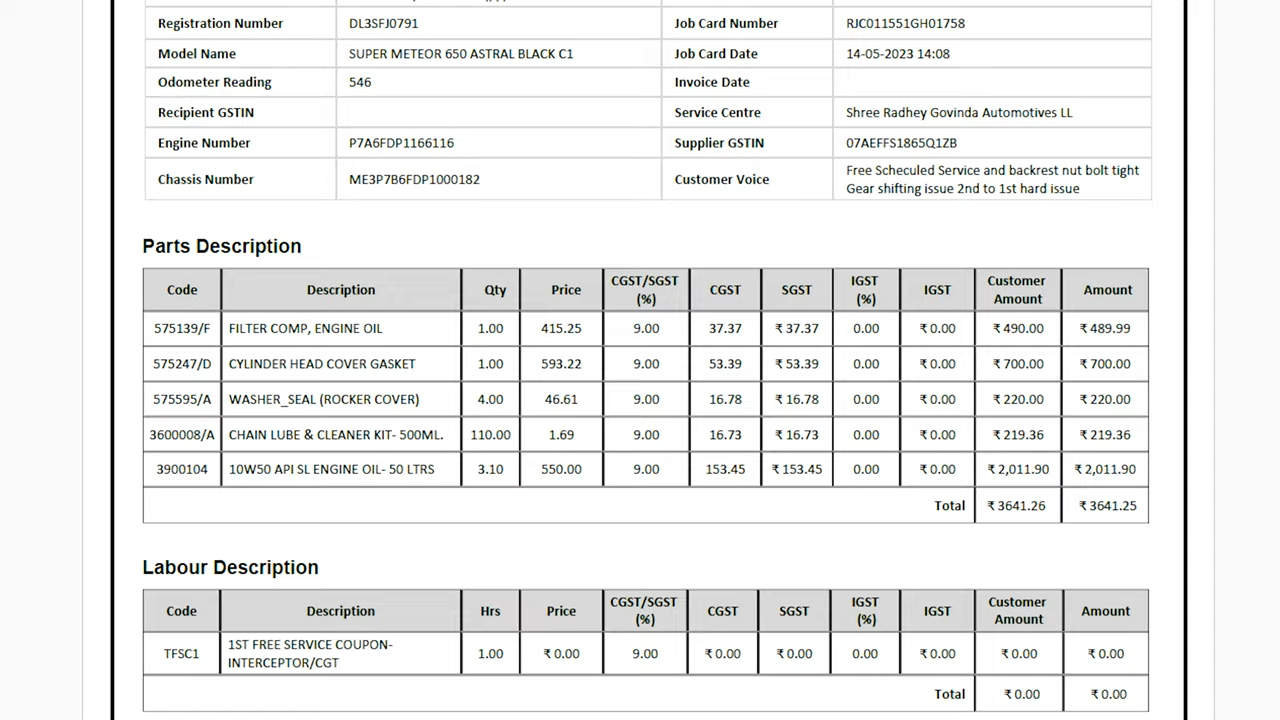 Registration Number DL3SFJ0791 Job Card Number RJC011551GH01758
Model Name SUPER METEOR 650 ASTRAL BLACK C1 Job Card Date 14-05-2023 14:08
Odometer Reading 546 Invoice Date
Recipient GSTIN Service Centre Shree Radhey Govinda Automotives LL
Engine Number P7A6FDP1166116 Supplier GSTIN 07AEFFS1865Q1ZB
Chassis Number ME3P7B6FDP1000182 Customer Voice Free Scheculed Service and backrest nut bolt tight
Gear shifting issue 2nd to 1st hard issue
Parts Description
Code Description Qty Price CGST/SGST (%) CGST SGST IGST (%) IGST Customer Amount Amount
575139/F FILTER COMP, ENGINE OIL 1.00 415.25 9.00 37.37 ₹ 37.37 0.00 ₹ 0.00 ₹ 490.00 ₹ 489.99
575247/D CYLINDER HEAD COVER GASKET 1.00 593.22 9.00 53.39 ₹ 53.39 0.00 ₹ 0.00 ₹ 700.00 ₹ 700.00
575595/A WASHER_SEAL (ROCKER COVER) 4.00 46.61 9.00 16.78 ₹ 16.78 0.00 ₹ 0.00 ₹ 220.00 ₹ 220.00
3600008/A CHAIN LUBE & CLEANER KIT- 500ML. 110.00 1.69 9.00 16.73 ₹ 16.73 0.00 ₹ 0.00 ₹ 219.36 ₹ 219.36
3900104 10W50 API SL ENGINE OIL- 50 LTRS 3.10 550.00 9.00 153.45 ₹ 153.45 0.00 ₹ 0.00 ₹ 2,011.90 ₹ 2,011.90
Total ₹ 3641.26 ₹ 3641.25
Labour Description
Code Description Hrs Price CGST/SGST (%) CGST SGST IGST (%) IGST Customer Amount Amount
TFSC1 1ST FREE SERVICE COUPON- INTERCEPTOR/CGT 1.00 ₹ 0.00 9.00 ₹ 0.00 ₹ 0.00 0.00 ₹ 0.00 ₹ 0.00 ₹ 0.00
Total ₹ 0.00 ₹ 0.00